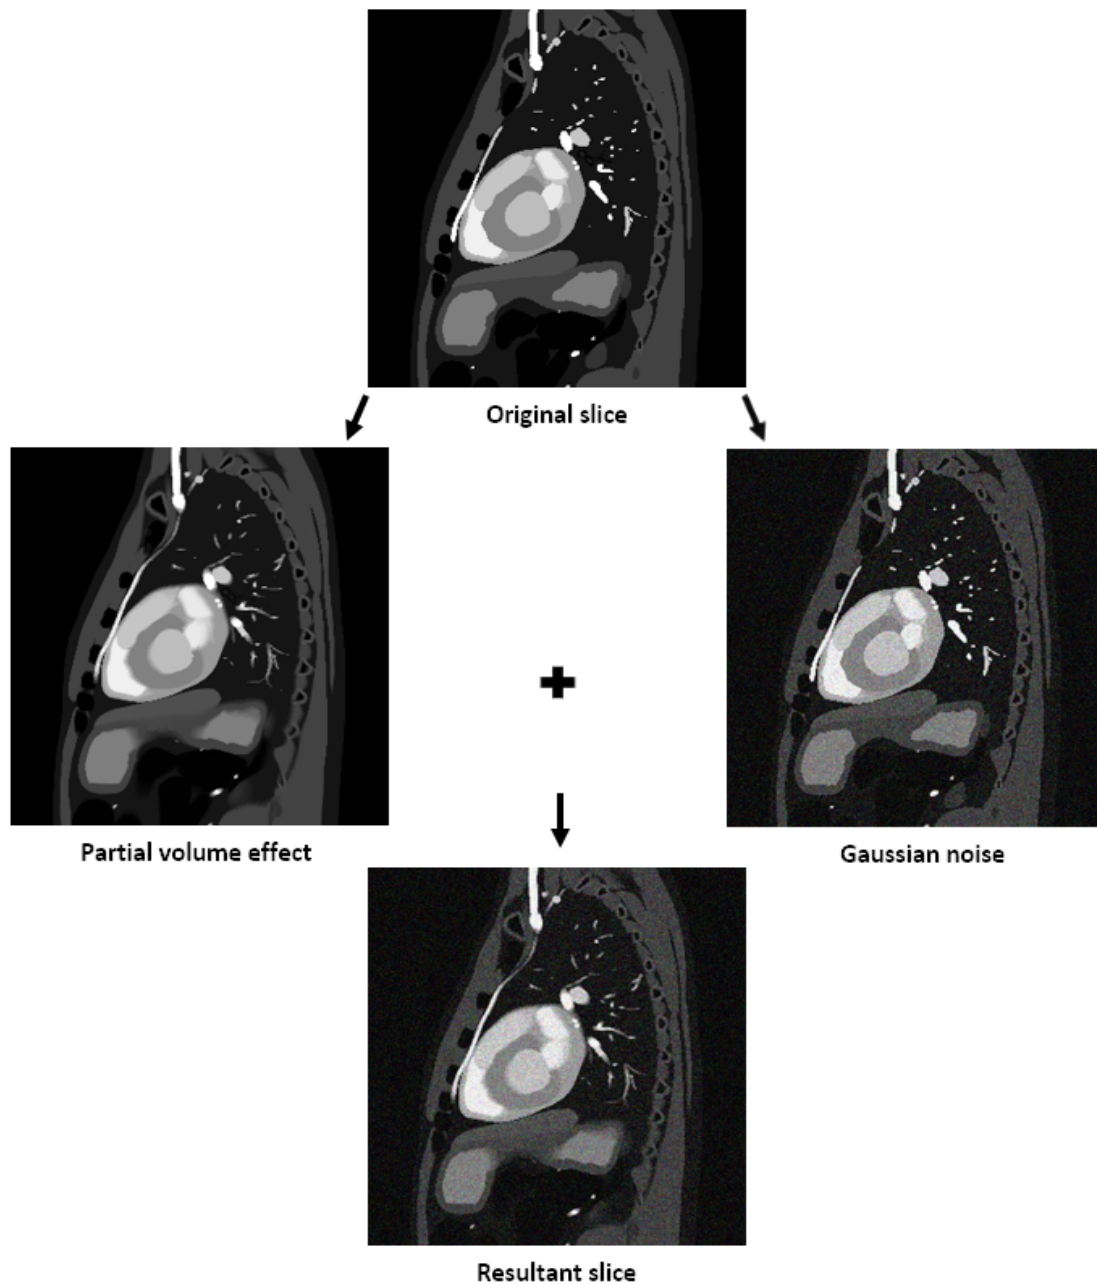 Original slice
Partial volume effect
Gaussian noise
Resultant slice